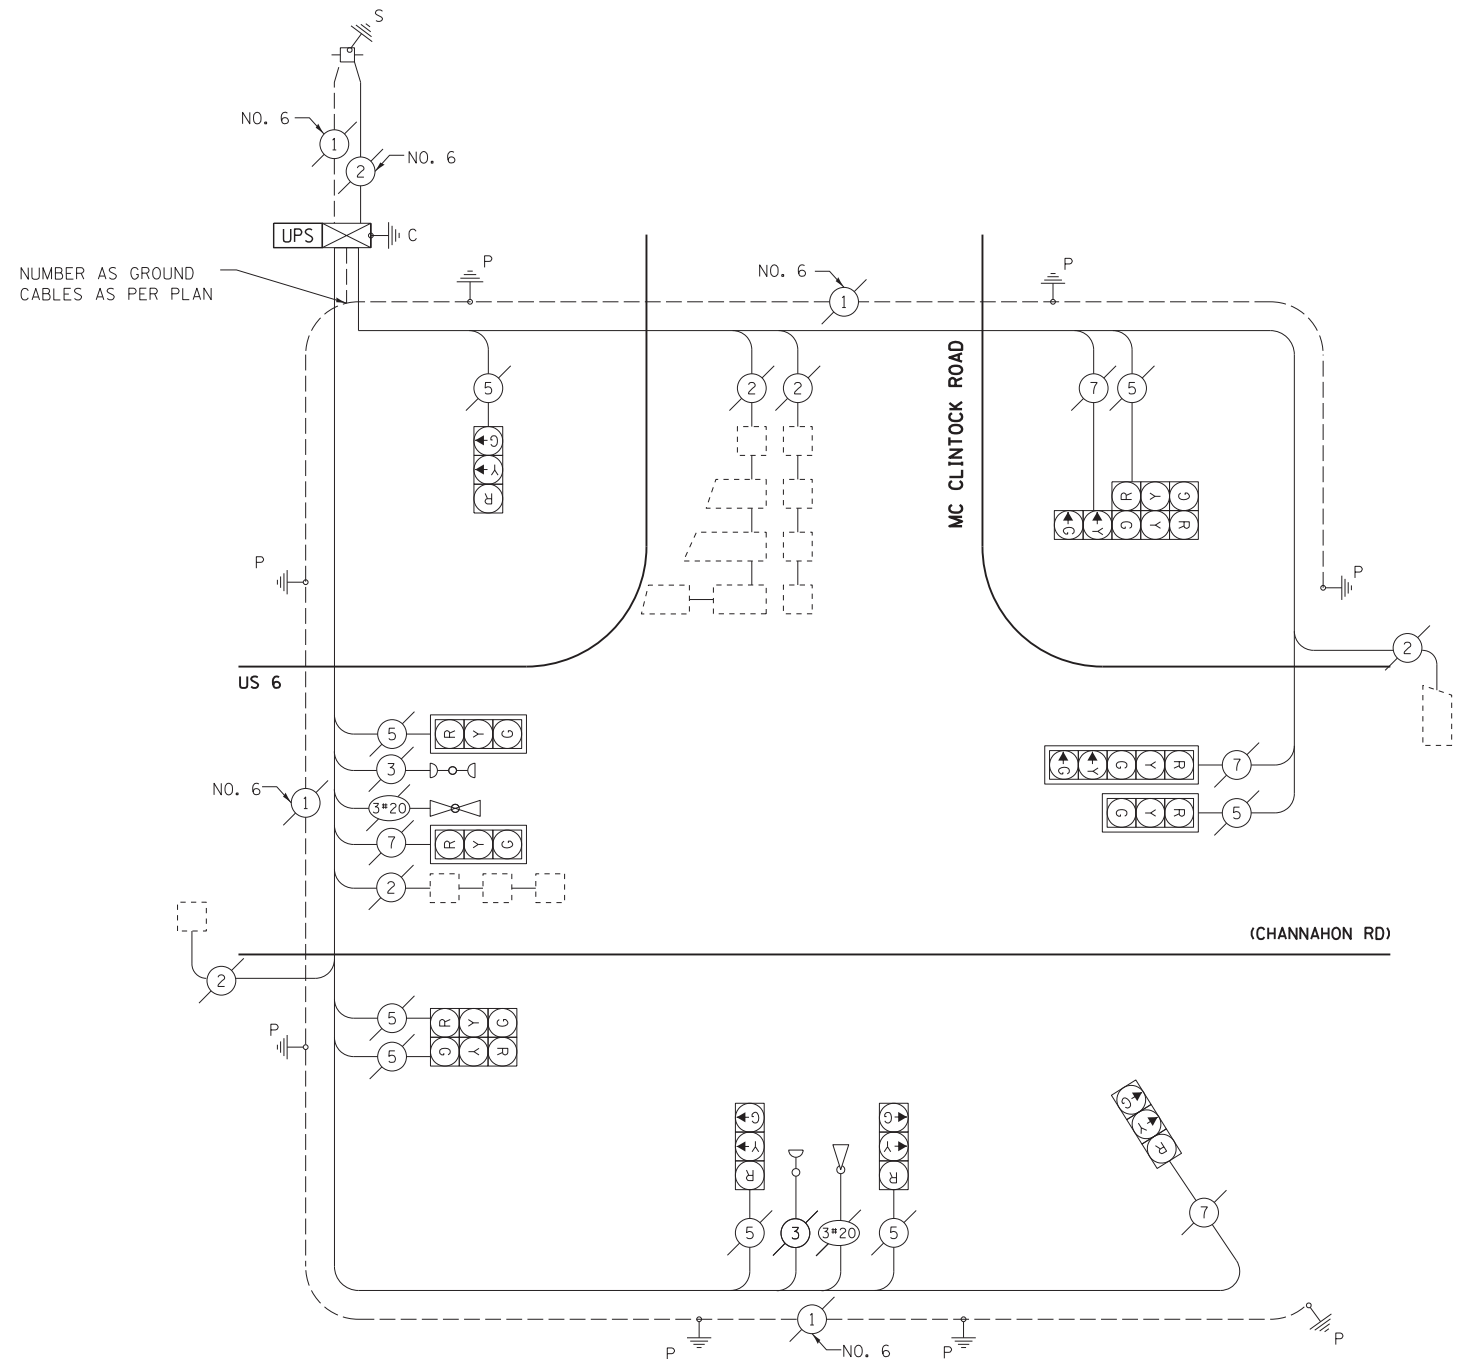 S
NO. 6
1
2
NO. 6
UPS
C
NUMBER AS GROUND
CABLES AS PER PLAN
P
NO. 6
1
P
5
2
2
7
5
MC CLINTOCK ROAD
G
Y
R
R Y G
G Y G Y R
P
P
2
US 6
5
R Y G
3
3#20
7
R Y G
2
NO. 6
1
G Y G Y R
7
G Y R
5
(CHANNAHON RD)
2
5
R Y G
5
G Y R
P
G
Y
R
G
Y
R
G
Y
R
5
3
3#20
5
7
1
NO. 6
P
P
P